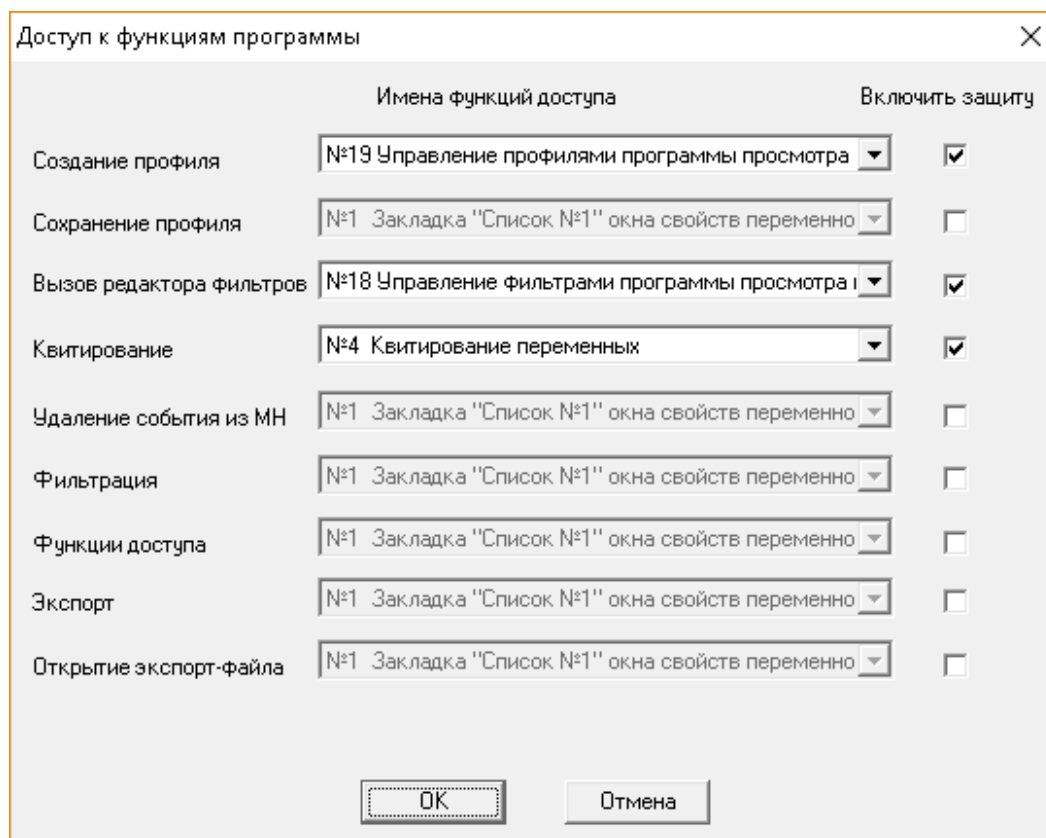 Доступ к функциям программы
Имена функций доступа Включить защиту
Создание профиля №19 Управление профилями программы просмотра
Сохранение профиля №1 Закладка "Список №1" окна свойств переменно
Вызов редактора фильтров №18 Управление фильтрами программы просмотра
Квитирование №4 Квитирование переменных
Удаление события из МН №1 Закладка "Список №1" окна свойств переменно
Фильтрация №1 Закладка "Список №1" окна свойств переменно
Функции доступа №1 Закладка "Список №1" окна свойств переменно
Экспорт №1 Закладка "Список №1" окна свойств переменно
Открытие экспорт-файла №1 Закладка "Список №1" окна свойств переменно
OK Отмена